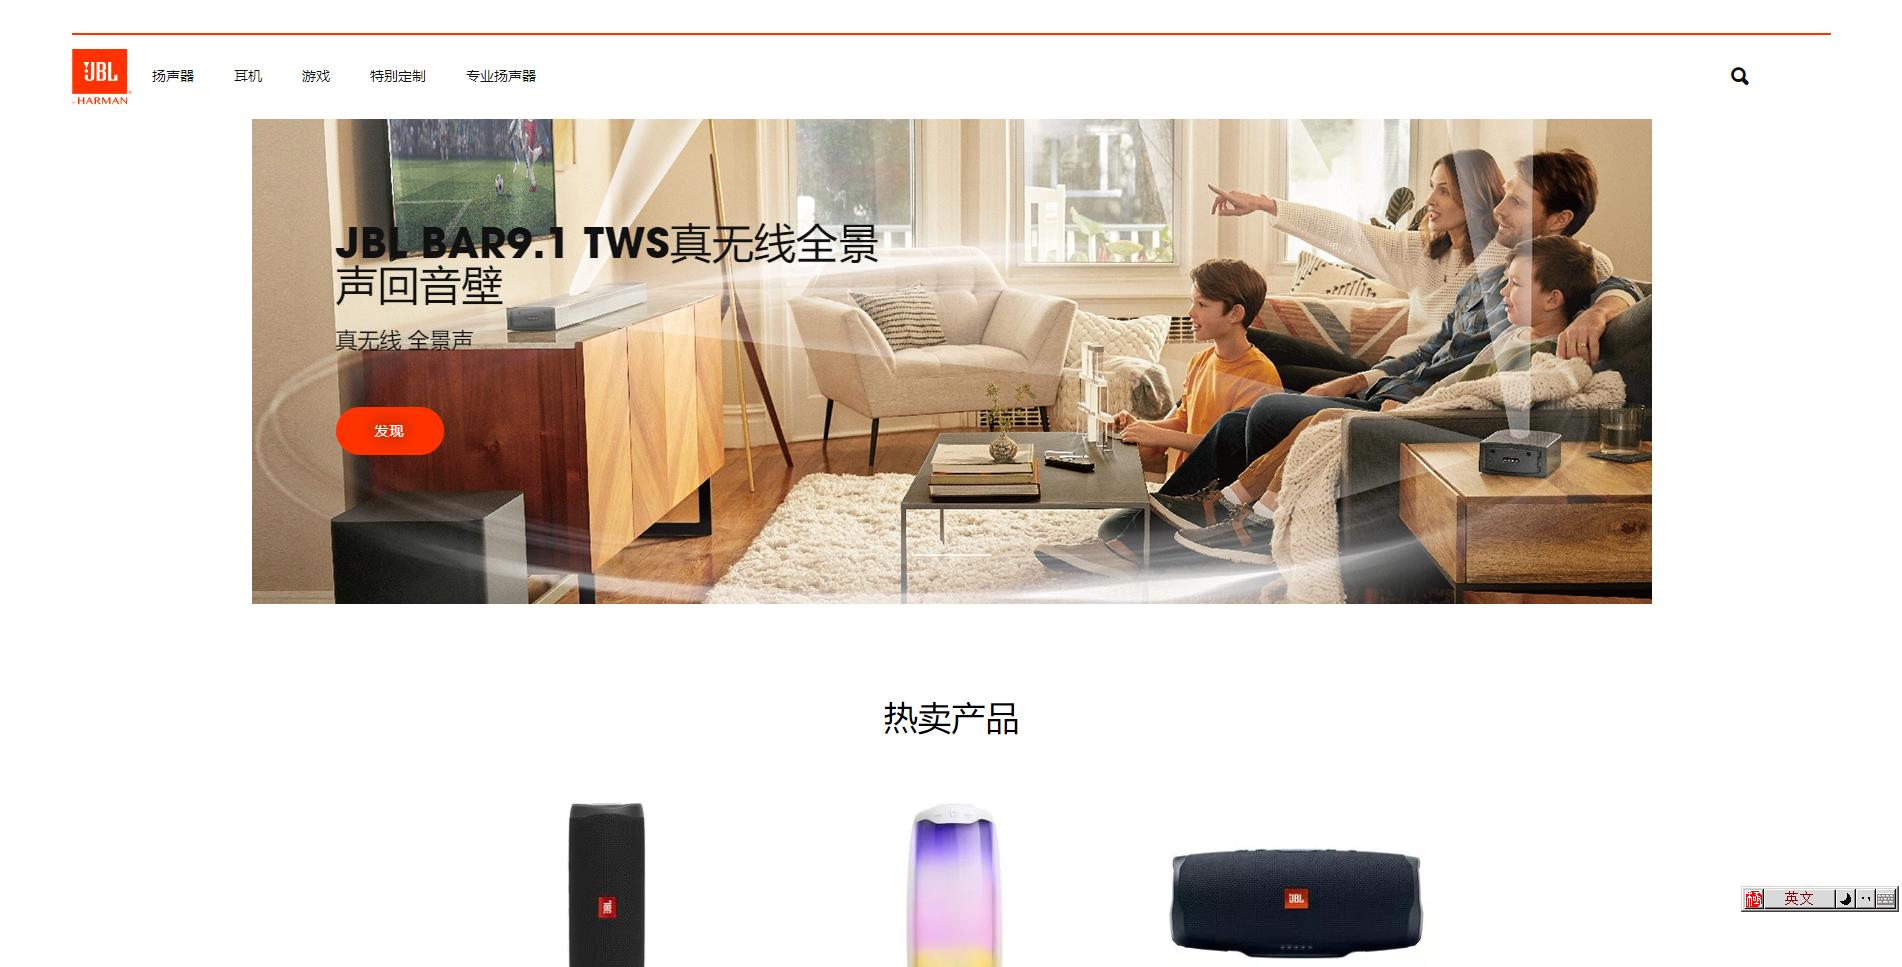 JBL
HARMAN
扬声器 耳机 游戏 特别定制 专业扬声器
JBL BAR9.1 TWS真无线全景
声回音壁
真无线 全景声
发现
热卖产品
JBL
JBL
英文